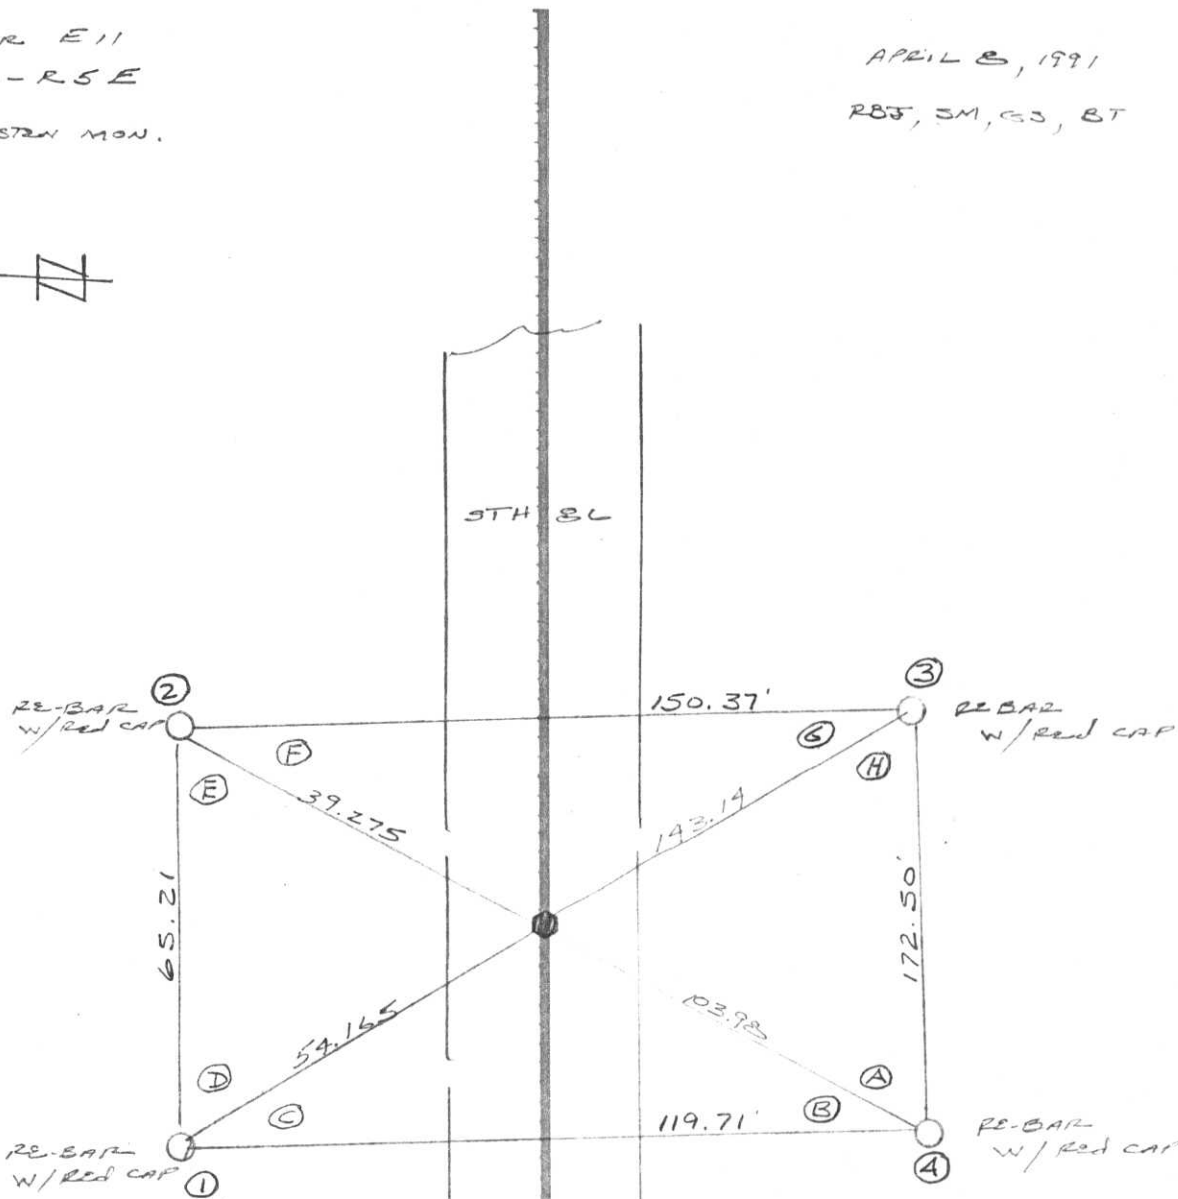 R E11
- R5E
MON.
APRIL 8, 1991
RBJ, SM, GS, BT
STH
2
RE-BAR
W/Red CAP
150.37'
3
REBAR
W/Red CAP
F
G
E
H
39.275
143.14
65.21
172.50'
54.165
103.98
D
A
C
B
119.71'
RE-BAR
W/Red CAP
1
RE-BAR
W/Red CAP
4